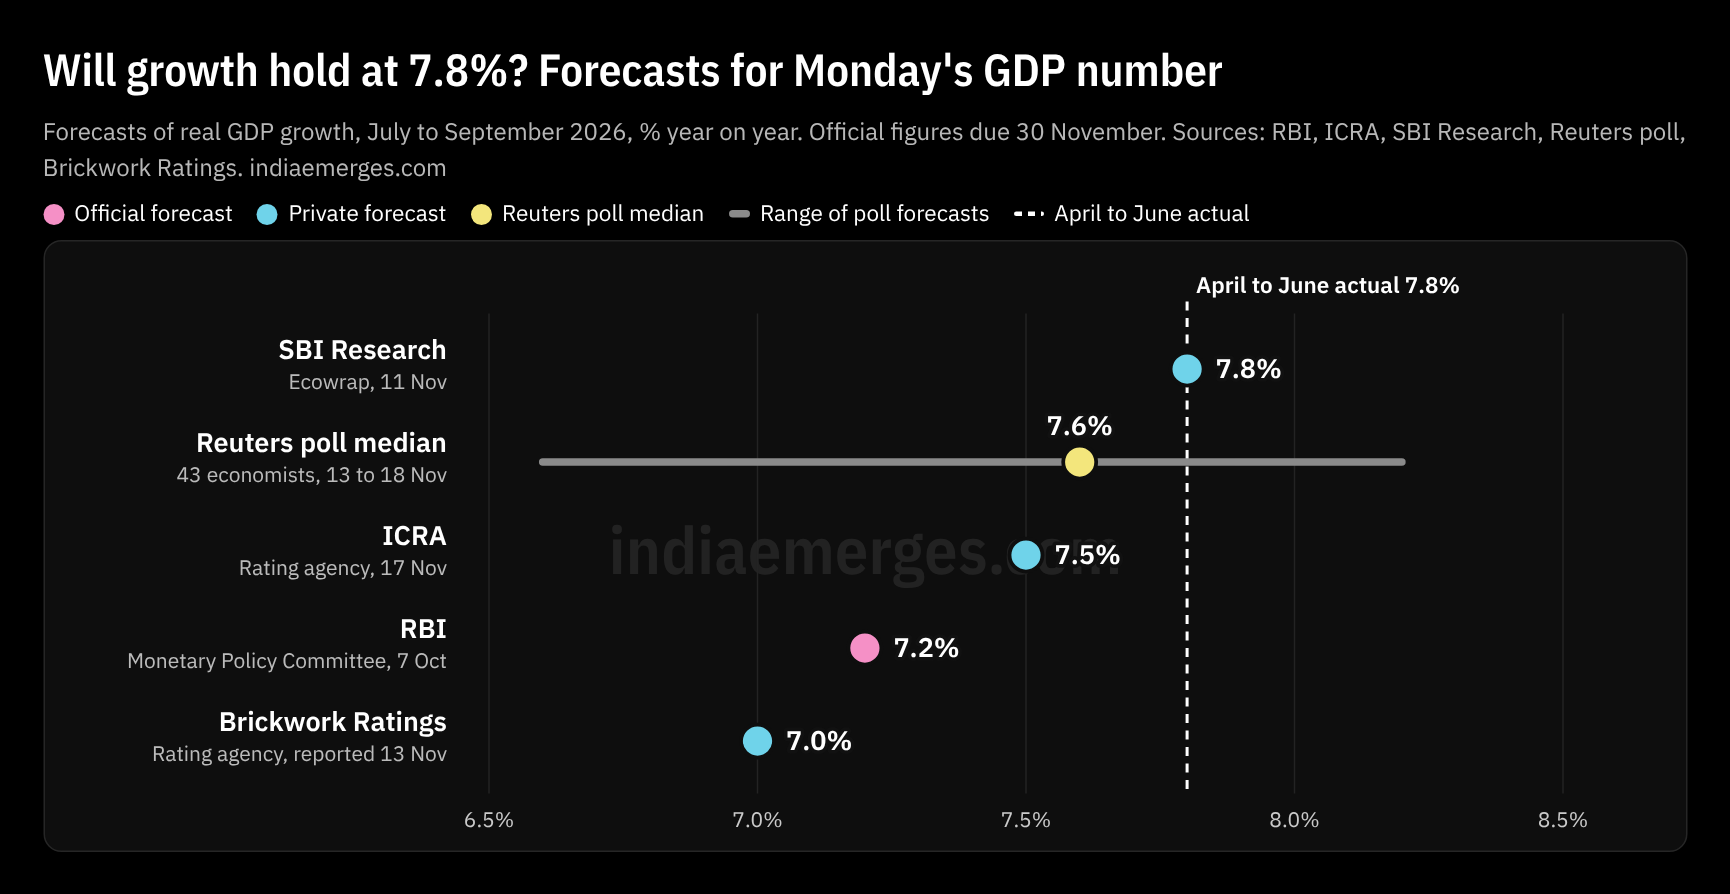 Will growth hold at 7.8%? Forecasts for Monday's GDP number
Forecasts of real GDP growth, July to September 2026, % year on year. Official figures due 30 November. Sources: RBI, ICRA, SBI Research, Reuters poll,
Brickwork Ratings. indiaemerges.com
Official forecast Private forecast Reuters poll median Range of poll forecasts April to June actual
April to June actual 7.8%
SBI Research
Ecowrap, 11 Nov
7.8%
Reuters poll median
43 economists, 13 to 18 Nov
7.6%
indiaemerges.com
ICRA
Rating agency, 17 Nov
7.5%
RBI
Monetary Policy Committee, 7 Oct
7.2%
Brickwork Ratings
Rating agency, reported 13 Nov
7.0%
6.5% 7.0% 7.5% 8.0% 8.5%